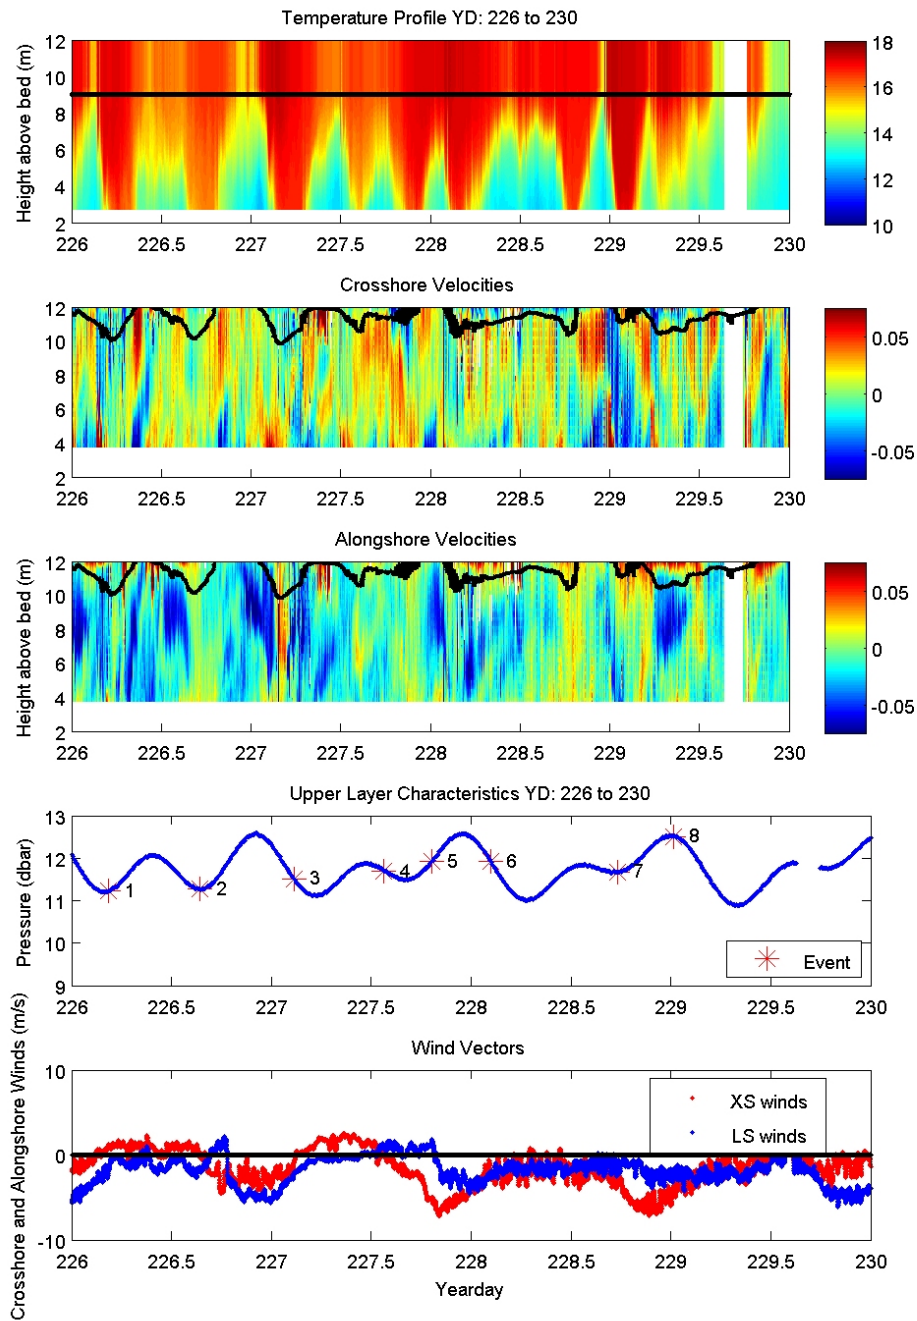 Temperature Profile YD: 226 to 230
Height above bed (m)
12
10
8
6
4
2
226 226.5 227 227.5 228 228.5 229 229.5 230
18
16
14
12
10
Crosshore Velocities
12
10
8
6
4
2
226 226.5 227 227.5 228 228.5 229 229.5 230
0.05
0
-0.05
Alongshore Velocities
Height above bed (m)
12
10
8
6
4
2
226 226.5 227 227.5 228 228.5 229 229.5 230
0.05
0
-0.05
Upper Layer Characteristics YD: 226 to 230
Pressure (dbar)
13
12
11
10
9
1 2 3 4 5 6 7 8
Event
226 226.5 227 227.5 228 228.5 229 229.5 230
Wind Vectors
Crosshore and Alongshore Winds (m/s)
10
0
-10
XS winds
LS winds
226 226.5 227 227.5 228 228.5 229 229.5 230
Yearday